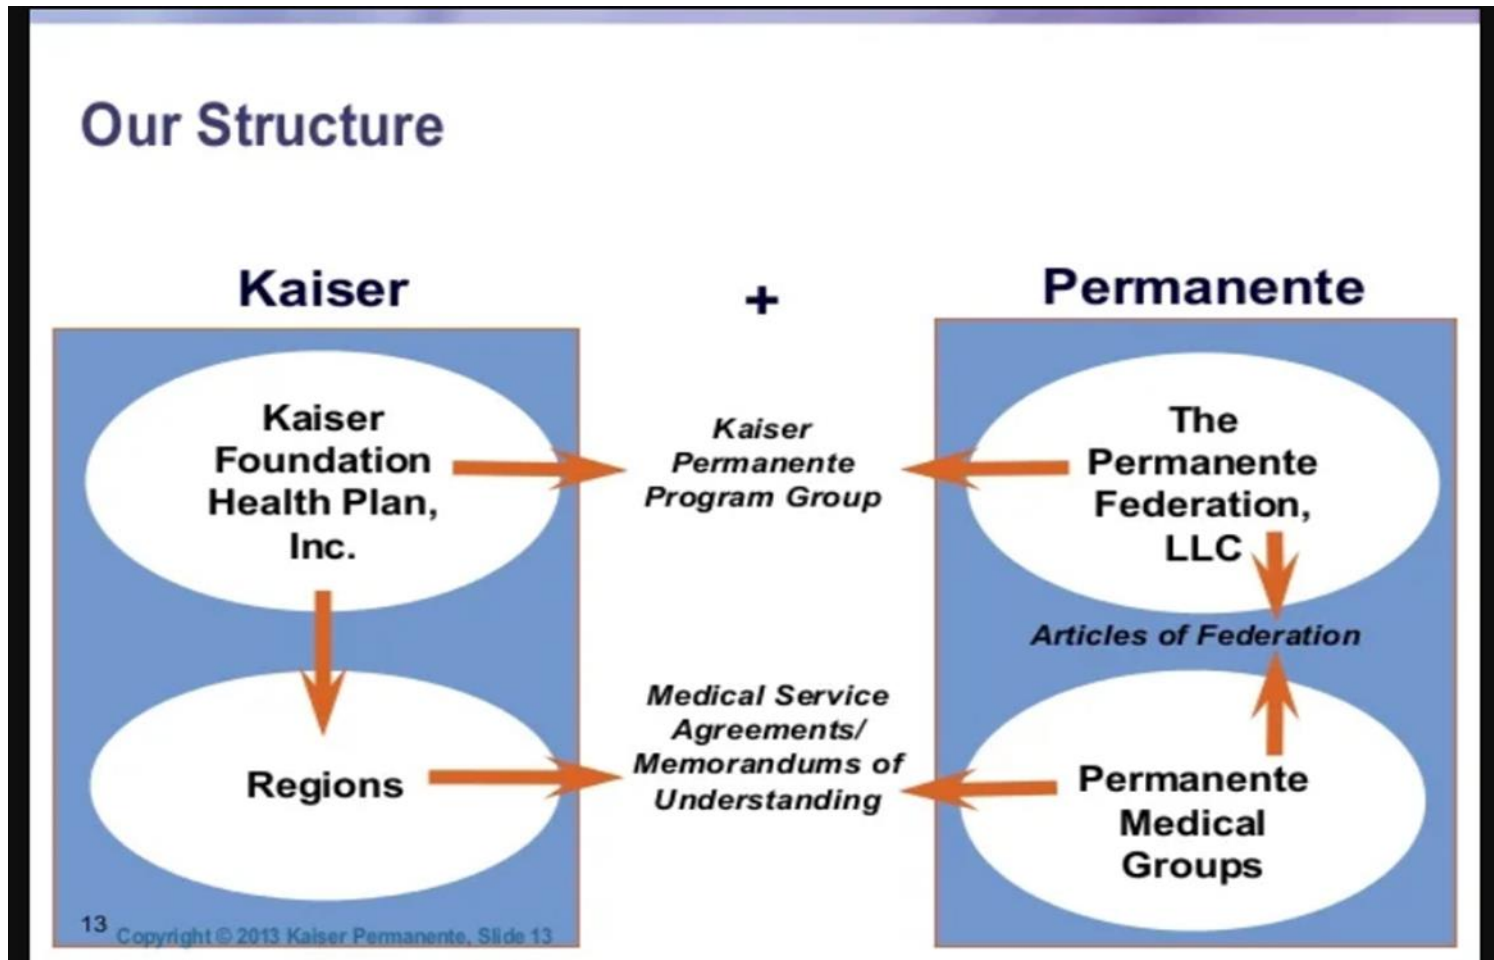 Our Structure
Kaiser
+
Permanente
Kaiser
Foundation
Health Plan,
Inc.
Kaiser
Permanente
Program Group
The
Permanente
Federation,
LLC
Articles of Federation
Regions
Medical Service
Agreements/
Memorandums of
Understanding
Permanente
Medical
Groups
13
Copyright © 2013 Kaiser Permanente, Slide 13